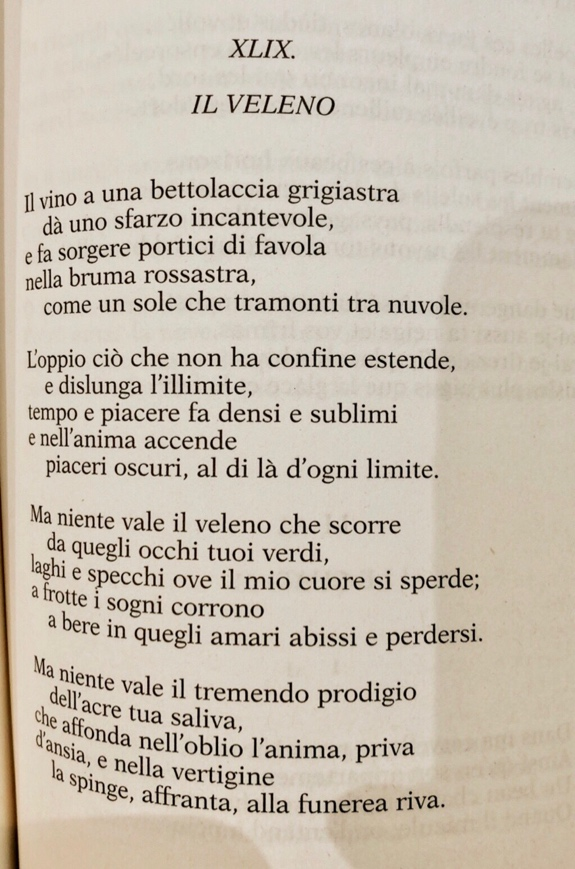 XLIX.
IL VELENO
Il vino a una bettolaccia grigiastra
dà uno sfarzo incantevole,
e fa sorgere portici di favola
nella bruma rossastra,
come un sole che tramonti tra nuvole.
L'oppio ciò che non ha confine estende,
e dislunga l'illimite,
tempo e piacere fa densi e sublimi
e nell'anima accende
piaceri oscuri, al di là d'ogni limite.
Ma niente vale il veleno che scorre
da quegli occhi tuoi verdi,
laghi e specchi ove il mio cuore si sperde;
a frotte i sogni corrono
a bere in quegli amari abissi e perdersi.
Ma niente vale il tremendo prodigio
dell'acre tua saliva,
che affonda nell'oblio l'anima, priva
d'ansia, e nella vertigine
la spinge, affranta, alla funerea riva.